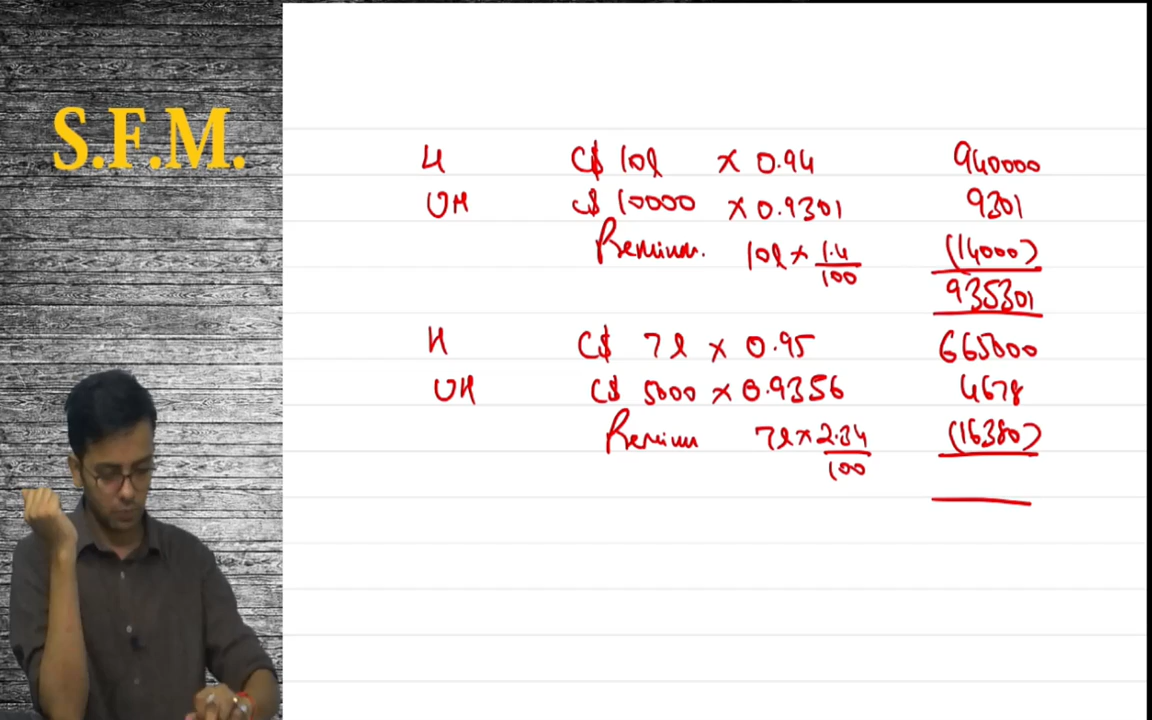 S.F.M.
H C$ 10l × 0.94 940000
UH C$ 10000 × 0.9301 9301
Premium. 10l × 1.4/100 (14000)
935301
H C$ 7l × 0.95 665000
UH C$ 5000 × 0.9356 4678
Premium 7l × 2.34/100 (16380)